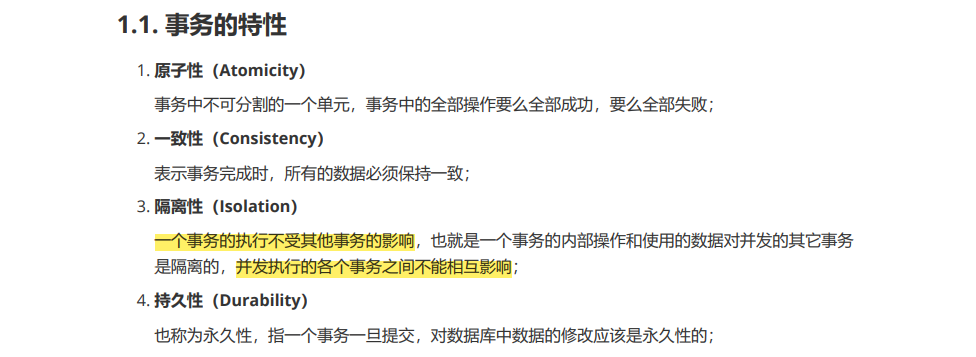 1.1. 事务的特性
1. 原子性（Atomicity）
事务中不可分割的一个单元，事务中的全部操作要么全部成功，要么全部失败；
2. 一致性（Consistency）
表示事务完成时，所有的数据必须保持一致；
3. 隔离性（Isolation）
一个事务的执行不受其他事务的影响，也就是一个事务的内部操作和使用的数据对并发的其它事务
是隔离的，并发执行的各个事务之间不能相互影响；
4. 持久性（Durability）
也称为永久性，指一个事务一旦提交，对数据库中数据的修改应该是永久性的；